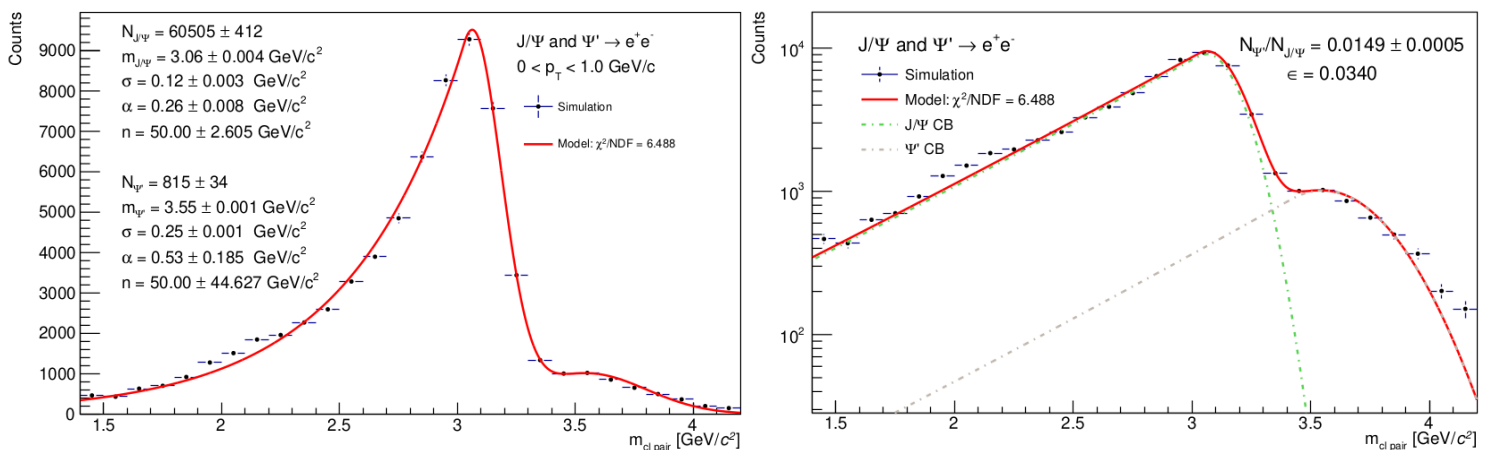 Counts
N_J/Ψ = 60505 ± 412
m_J/Ψ = 3.06 ± 0.004 GeV/c²
σ = 0.12 ± 0.003 GeV/c²
α = 0.26 ± 0.008 GeV/c²
n = 50.00 ± 2.605 GeV/c²
N_Ψ' = 815 ± 34
m_Ψ' = 3.55 ± 0.001 GeV/c²
σ = 0.25 ± 0.001 GeV/c²
α = 0.53 ± 0.185 GeV/c²
n = 50.00 ± 44.627 GeV/c²
J/Ψ and Ψ' → e⁺e⁻
0 < p_T < 1.0 GeV/c
Simulation
Model: χ²/NDF = 6.488
9000
8000
7000
6000
5000
4000
3000
2000
1000
0
1.5 2 2.5 3 3.5 4
m_cl pair [GeV/c²]
Counts
J/Ψ and Ψ' → e⁺e⁻
Simulation
Model: χ²/NDF = 6.488
J/Ψ CB
Ψ' CB
N_Ψ'/N_J/Ψ = 0.0149 ± 0.0005
ϵ = 0.0340
10⁴
10³
10²
1.5 2 2.5 3 3.5 4
m_cl pair [GeV/c²]